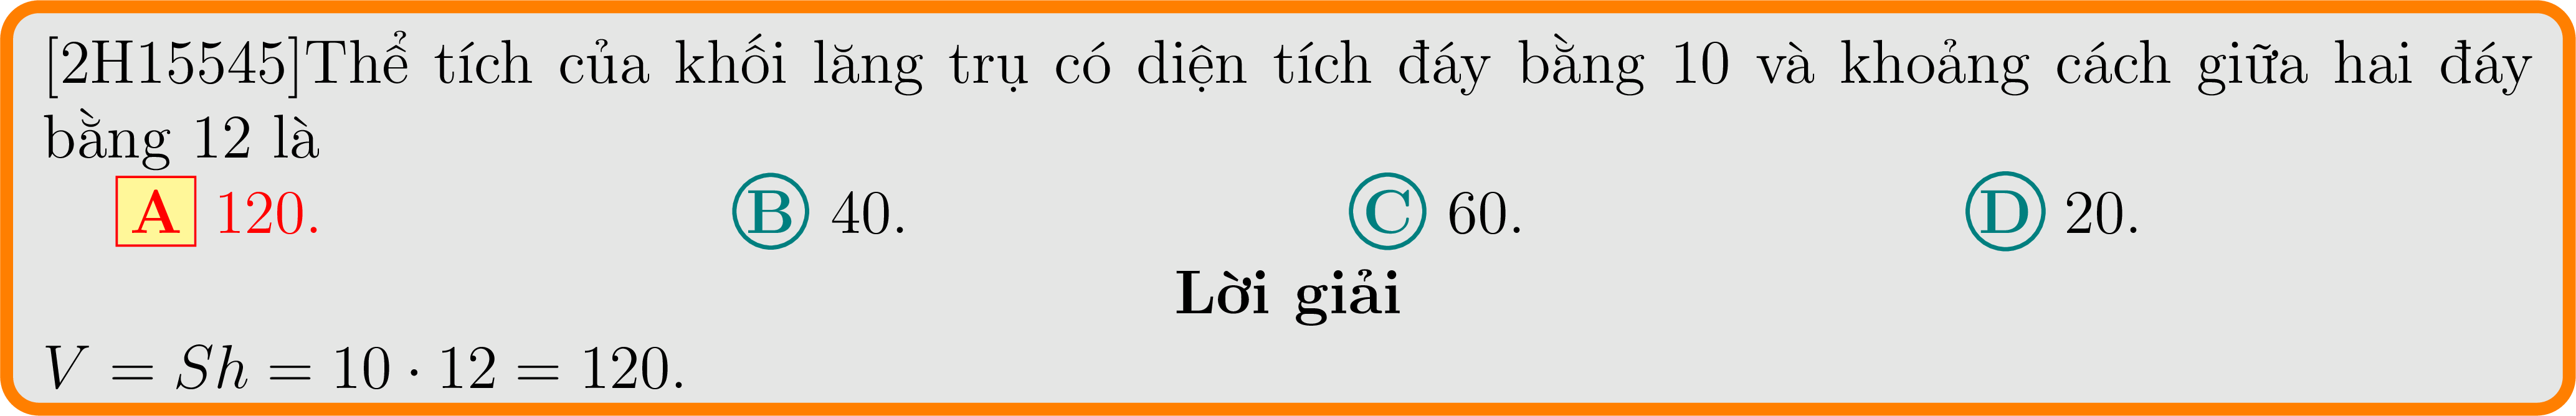 [2H15545]Thể tích của khối lăng trụ có diện tích đáy bằng 10 và khoảng cách giữa hai đáy
bằng 12 là
A 120. B 40. C 60. D 20.
Lời giải
V = Sh = 10 · 12 = 120.